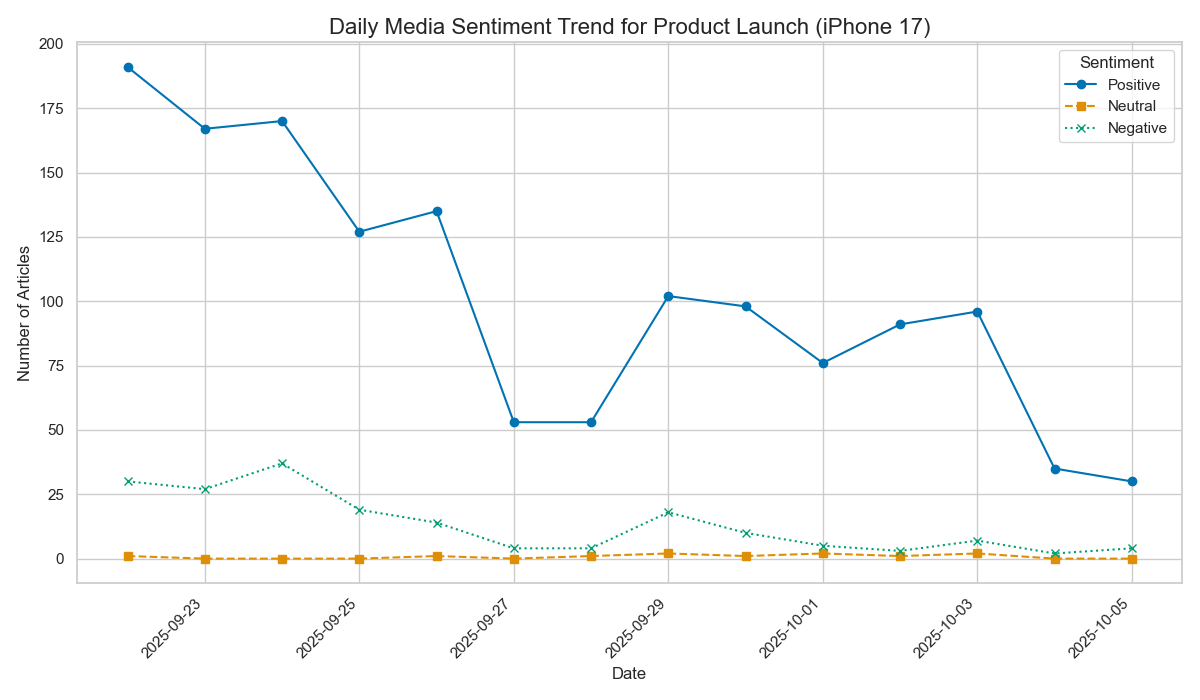 Daily Media Sentiment Trend for Product Launch (iPhone 17)
Number of Articles
200
175
150
125
100
75
50
25
0
Sentiment
Positive
Neutral
Negative
2025-09-23
2025-09-25
2025-09-27
2025-09-29
2025-10-01
2025-10-03
2025-10-05
Date